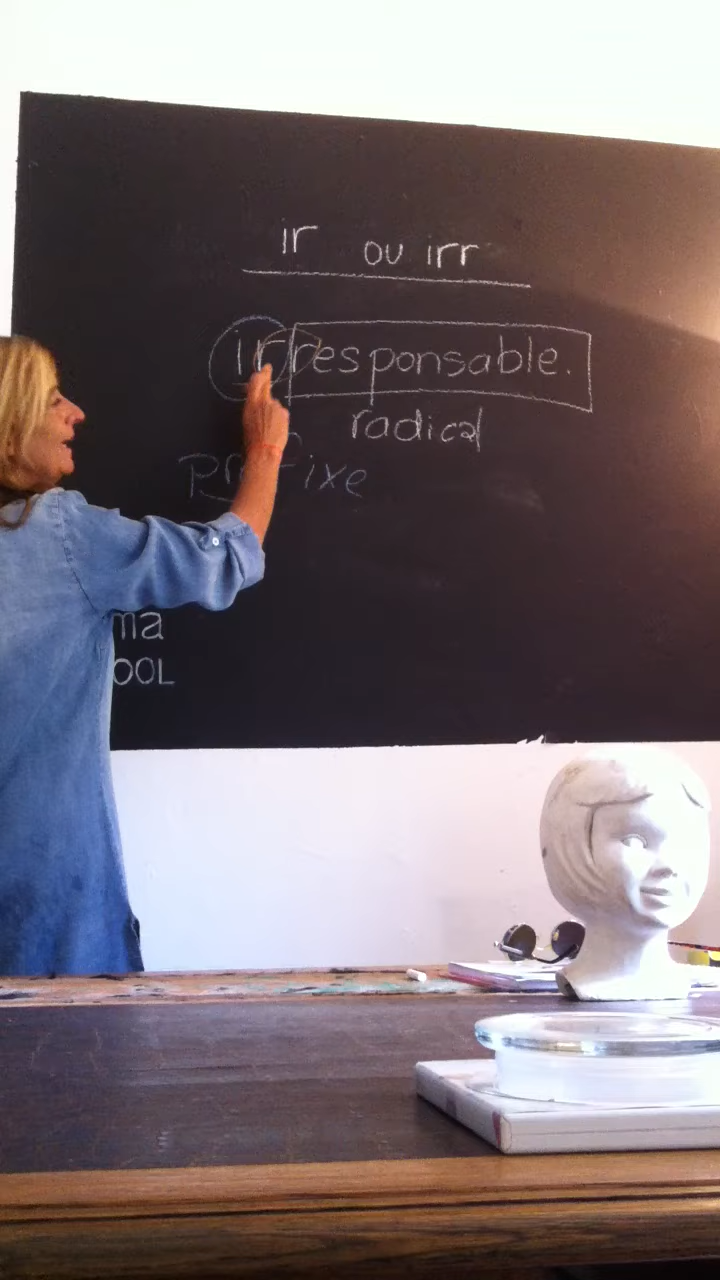 ir ou irr
irresponsable.
radical
préfixe
ma
OOL